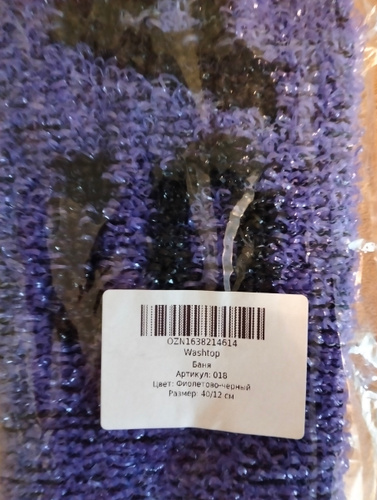 OZN1638214614
Washtop
Баня
Артикул: 018
Цвет: Фиолетово-черный
Размер: 40/12 см